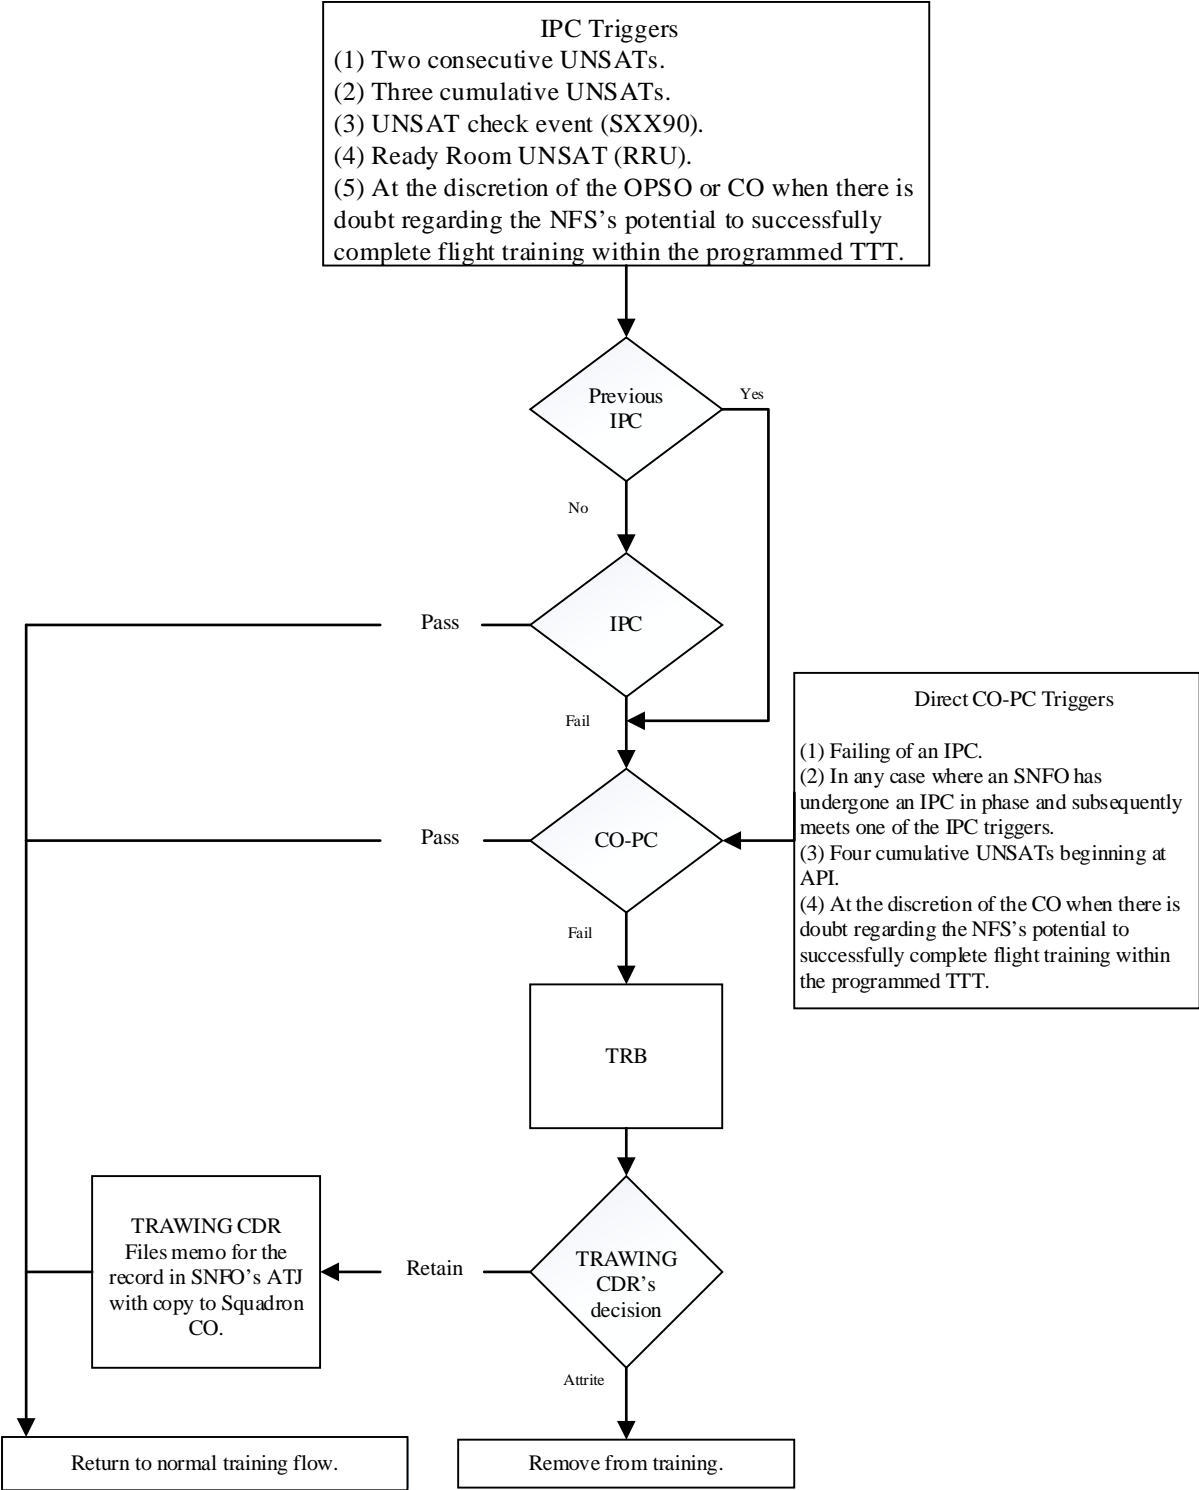 IPC Triggers
(1) Two consecutive UNSATs.
(2) Three cumulative UNSATs.
(3) UNSAT check event (SXX90).
(4) Ready Room UNSAT (RRU).
(5) At the discretion of the OPSO or CO when there is
doubt regarding the NFS's potential to successfully
complete flight training within the programmed TTT.
Previous
IPC
Yes
No
IPC
Pass
Fail
Direct CO-PC Triggers
(1) Failing of an IPC.
(2) In any case where an SNFO has
undergone an IPC in phase and subsequently
meets one of the IPC triggers.
(3) Four cumulative UNSATs beginning at
API.
(4) At the discretion of the CO when there is
doubt regarding the NFS's potential to
successfully complete flight training within
the programmed TTT.
CO-PC
Pass
Fail
TRB
TRAWING CDR
Files memo for the
record in SNFO's ATJ
with copy to Squadron
CO.
Retain
TRAWING
CDR's
decision
Attrite
Return to normal training flow.
Remove from training.